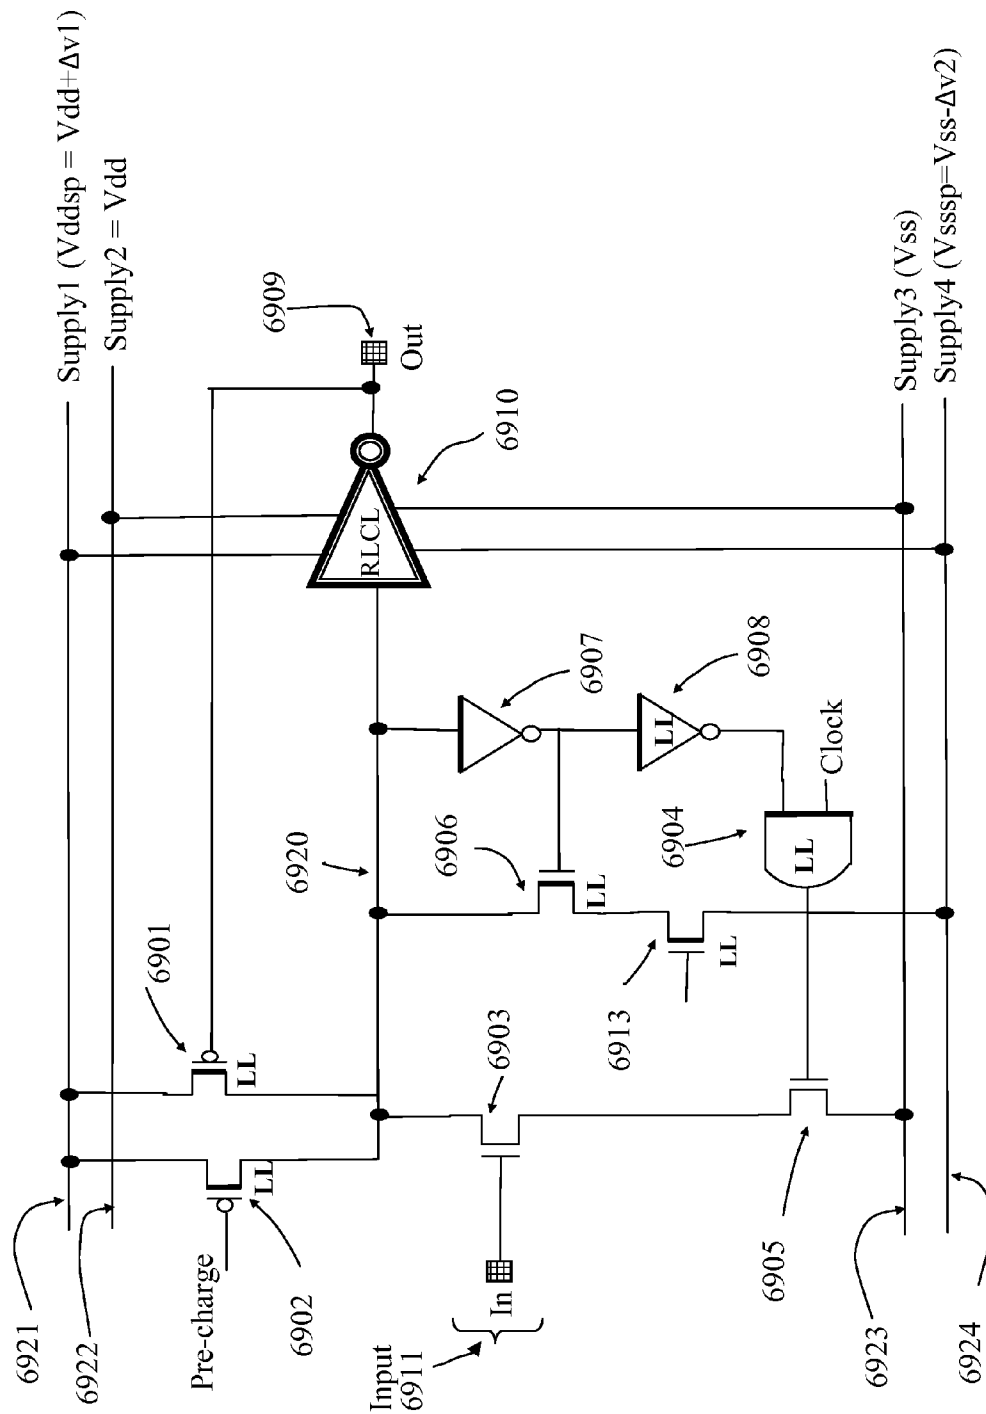 Supply1 (Vddsp = Vdd+Δv1)
Supply2 = Vdd
6921
6922
6901
6909
Out
6910
RLCL
LL
LL
Pre-charge
6902
6920
6907
6908
LL
6906
LL
6904
LL
Clock
6913
LL
6903
6905
Input
6911
In
6923
6924
Supply3 (Vss)
Supply4 (Vsssp=Vss-Δv2)